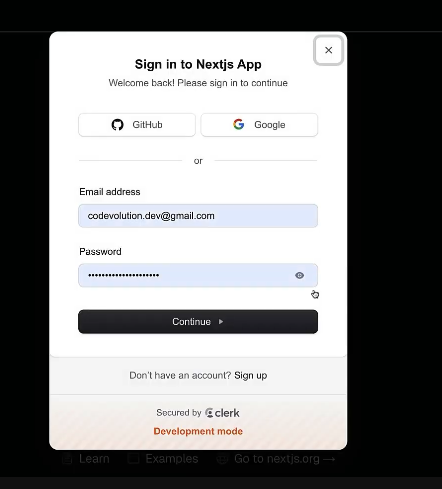 Sign in to Nextjs App
Welcome back! Please sign in to continue
GitHub
Google
or
Email address
codevolution.dev@gmail.com
Password
•••••••••••••••••••••
Continue
Don't have an account? Sign up
Secured by clerk
Development mode
Learn
Examples
Go to nextjs.org →